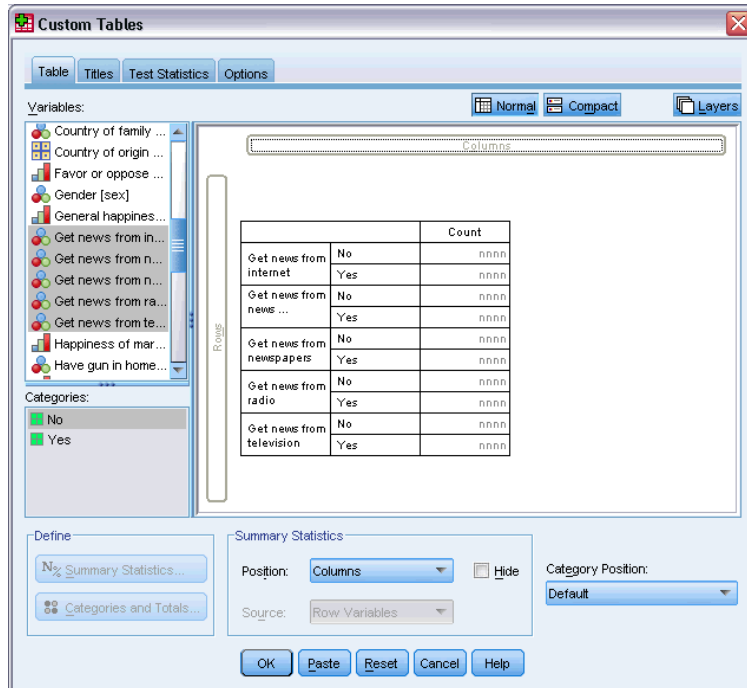 Custom Tables
Table Titles Test Statistics Options
Variables:
Normal Compact Layers
Country of family ...
Country of origin ...
Favor or oppose ...
Gender [sex]
General happines...
Get news from in...
Get news from n...
Get news from n...
Get news from ra...
Get news from te...
Happiness of mar...
Have gun in home...
Categories:
No
Yes
Columns
Rows
Count
Get news from internet No nnnn
Yes nnnn
Get news from news ... No nnnn
Yes nnnn
Get news from newspapers No nnnn
Yes nnnn
Get news from radio No nnnn
Yes nnnn
Get news from television No nnnn
Yes nnnn
Define
N% Summary Statistics...
Categories and Totals...
Summary Statistics
Position: Columns Hide
Source: Row Variables
Category Position:
Default
OK Paste Reset Cancel Help